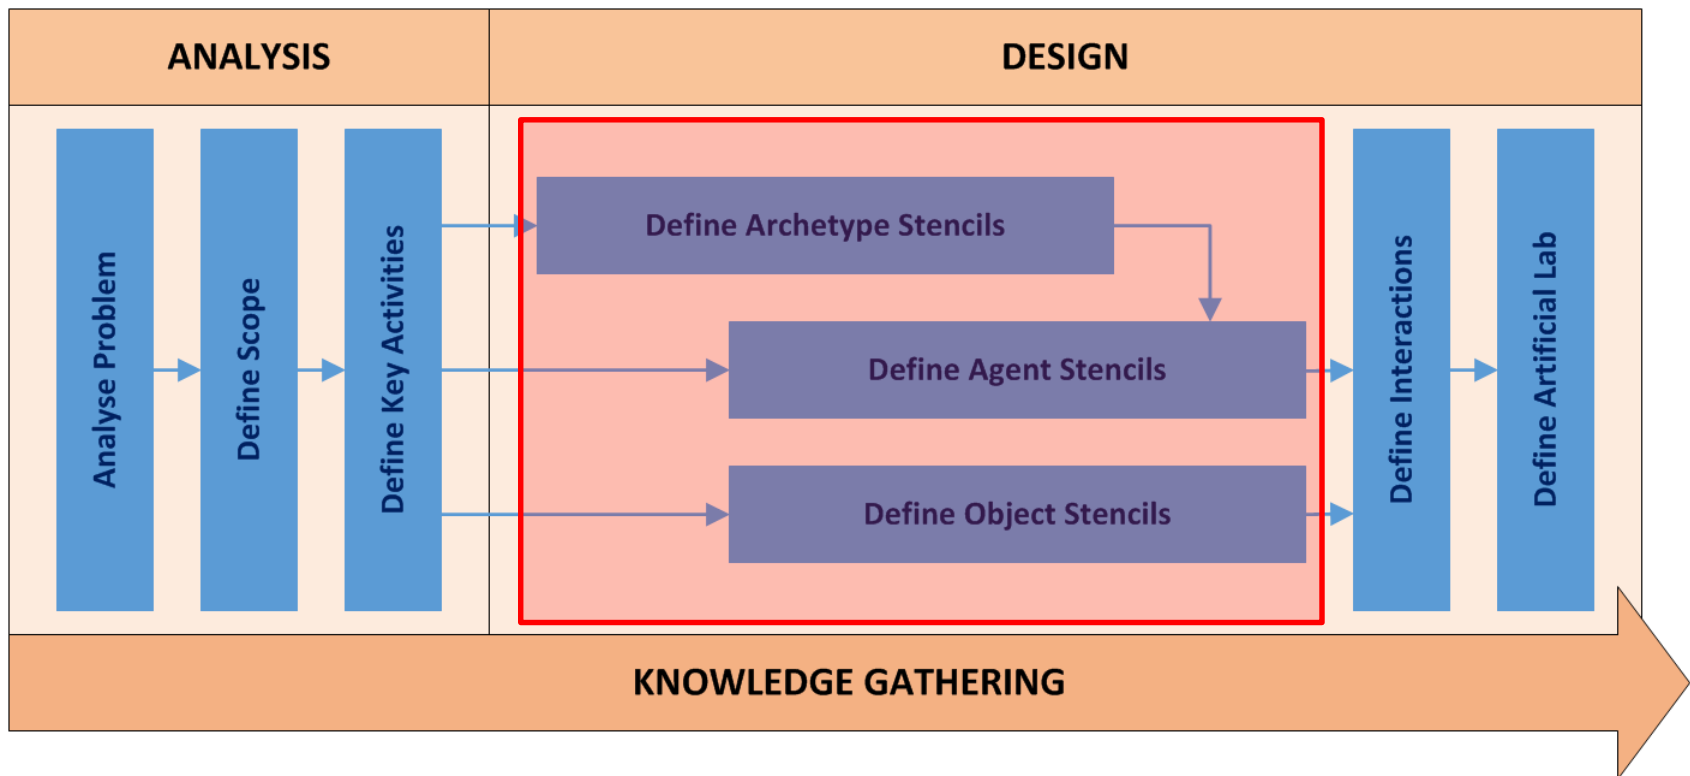 ANALYSIS
DESIGN
Analyse Problem
Define Scope
Define Key Activities
Define Archetype Stencils
Define Agent Stencils
Define Object Stencils
Define Interactions
Define Artificial Lab
KNOWLEDGE GATHERING